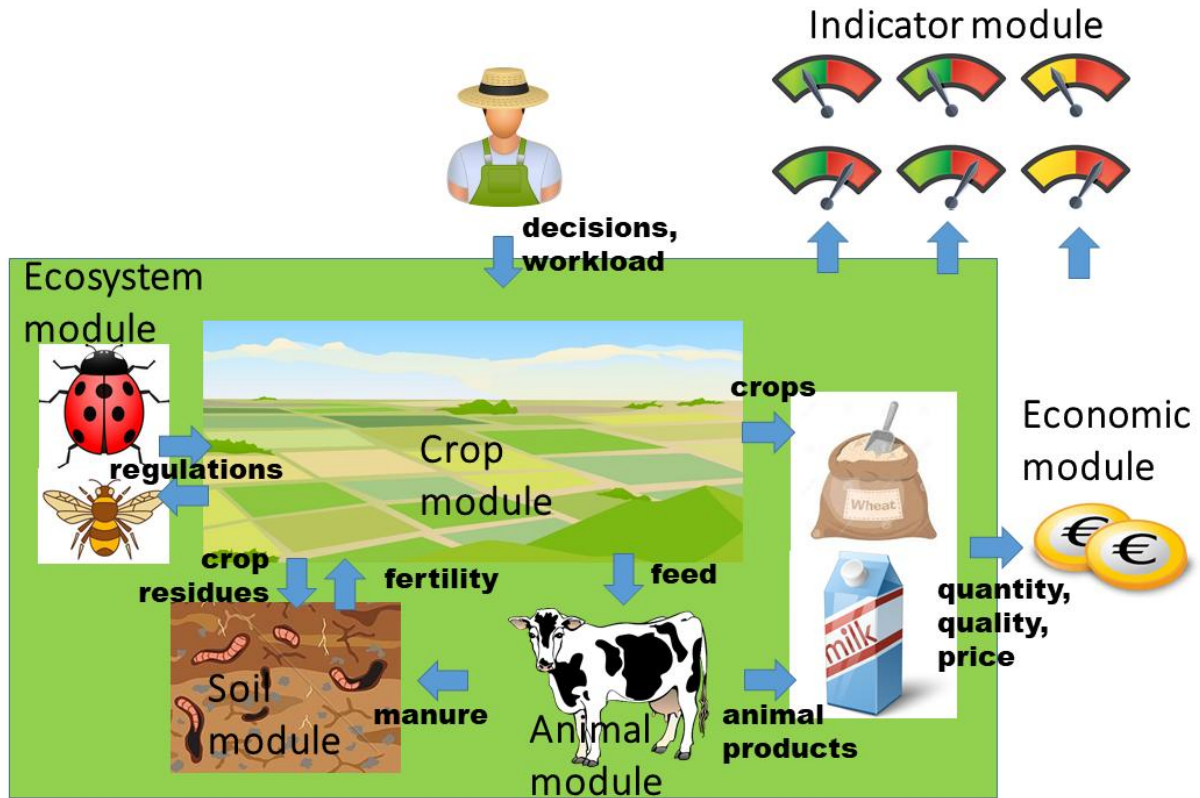 Indicator module
decisions,
workload
Ecosystem
module
crops
Economic
module
regulations
Crop
module
Wheat
€ €
crop
residues
fertility
feed
milk
quantity,
quality,
price
Soil
module
manure
Animal
module
animal
products